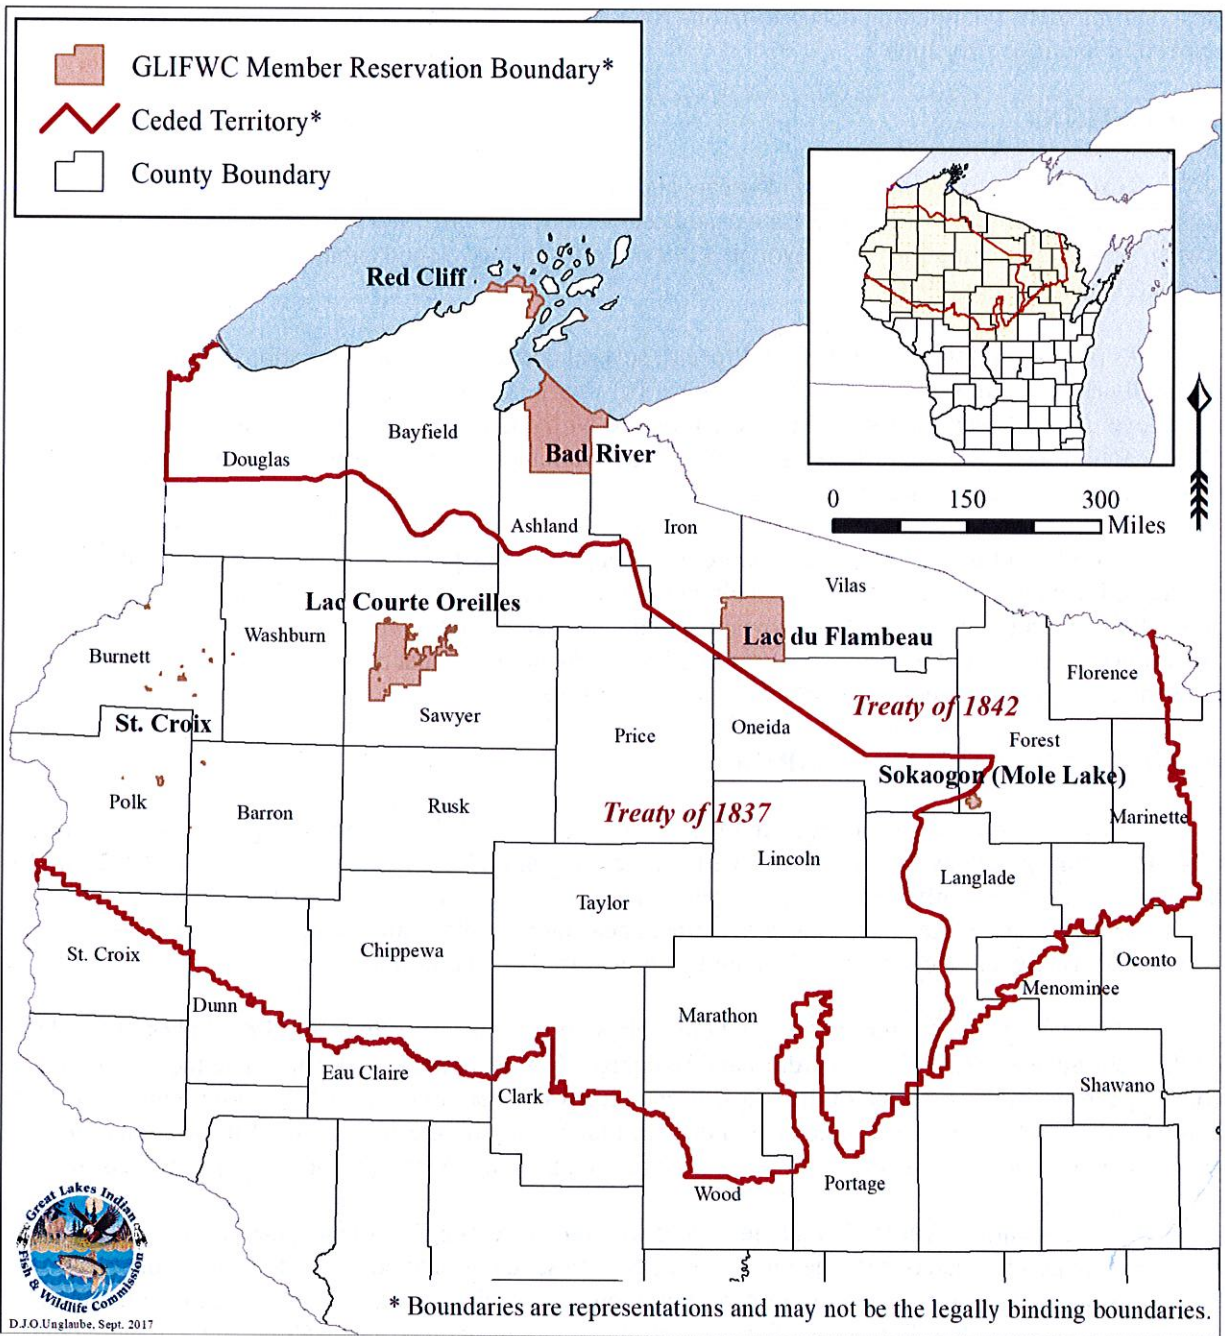 GLIFWC Member Reservation Boundary*
Ceded Territory*
County Boundary
Red Cliff
0 150 300
Miles
Bayfield
Douglas
Bad River
Ashland
Iron
Vilas
Lac Courte Oreilles
Washburn
Lac du Flambeau
Burnett
Florence
St. Croix
Sawyer
Treaty of 1842
Price
Oneida
Forest
Sokaogon (Mole Lake)
Polk
Barron
Rusk
Treaty of 1837
Marinette
Lincoln
Langlade
Taylor
St. Croix
Chippewa
Oconto
Dunn
Marathon
Menominee
Eau Claire
Clark
Shawano
Wood
Portage
Great Lakes Indian
Fish & Wildlife Commission
* Boundaries are representations and may not be the legally binding boundaries.
D.J.O.Unglaube, Sept. 2017